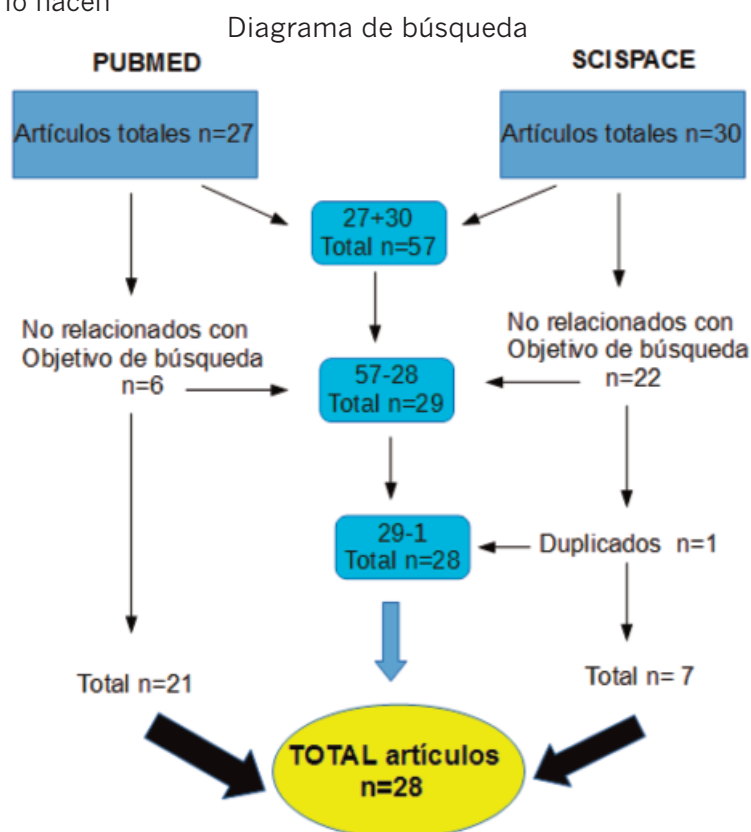 lo hacen
Diagrama de búsqueda
PUBMED
SCISPACE
Artículos totales n=27
Artículos totales n=30
27+30
Total n=57
No relacionados con
Objetivo de búsqueda
n=6
No relacionados con
Objetivo de búsqueda
n=22
57-28
Total n=29
29-1
Total n=28
Duplicados n=1
Total n=21
Total n= 7
TOTAL artículos
n=28